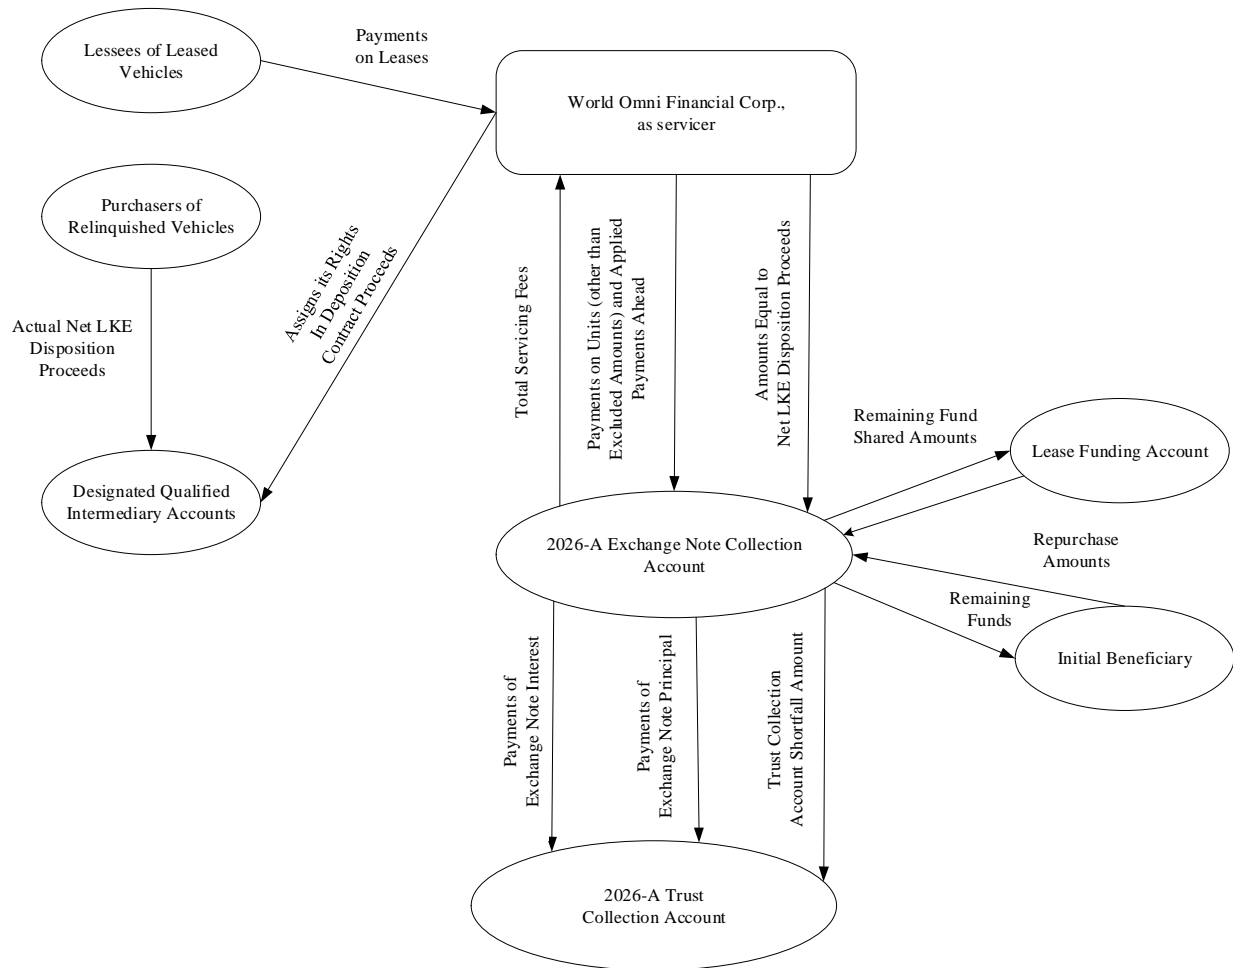 Lessees of Leased
Vehicles
Payments
on Leases
World Omni Financial Corp.,
as servicer
Purchasers of
Relinquished Vehicles
Actual Net LKE
Disposition
Proceeds
Assigns its Rights
In Deposition
Contract Proceeds
Designated Qualified
Intermediary Accounts
Total Servicing Fees
Payments on Units (other than
Excluded Amounts) and Applied
Payments Ahead
Amounts Equal to
Net LKE Disposition Proceeds
Remaining Fund
Shared Amounts
Lease Funding Account
2026-A Exchange Note Collection
Account
Repurchase
Amounts
Remaining
Funds
Initial Beneficiary
Payments of
Exchange Note Interest
Payments of
Exchange Note Principal
Trust Collection
Account Shortfall Amount
2026-A Trust
Collection Account